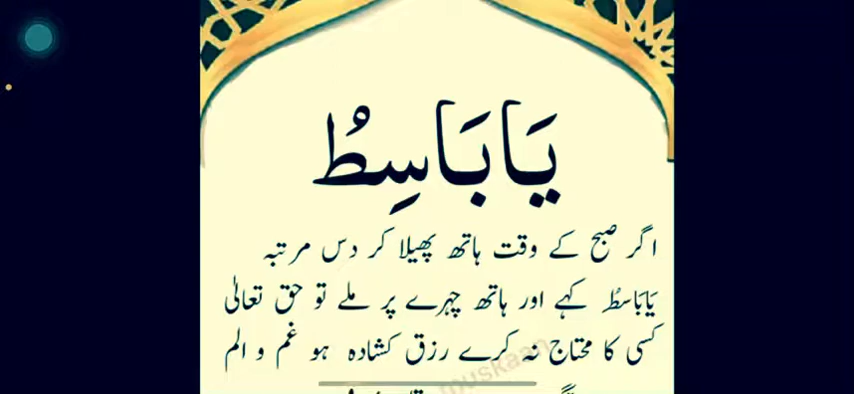 يَابَاسِطُ
اگر صبح کے وقت ہاتھ پھیلا کر دس مرتبہ
يَابَاسِطُ کہے اور ہاتھ چہرے پر ملے تو حق تعالیٰ
کسی کا محتاج نہ کرے رزق کشادہ ہو غم و الم
muskaan